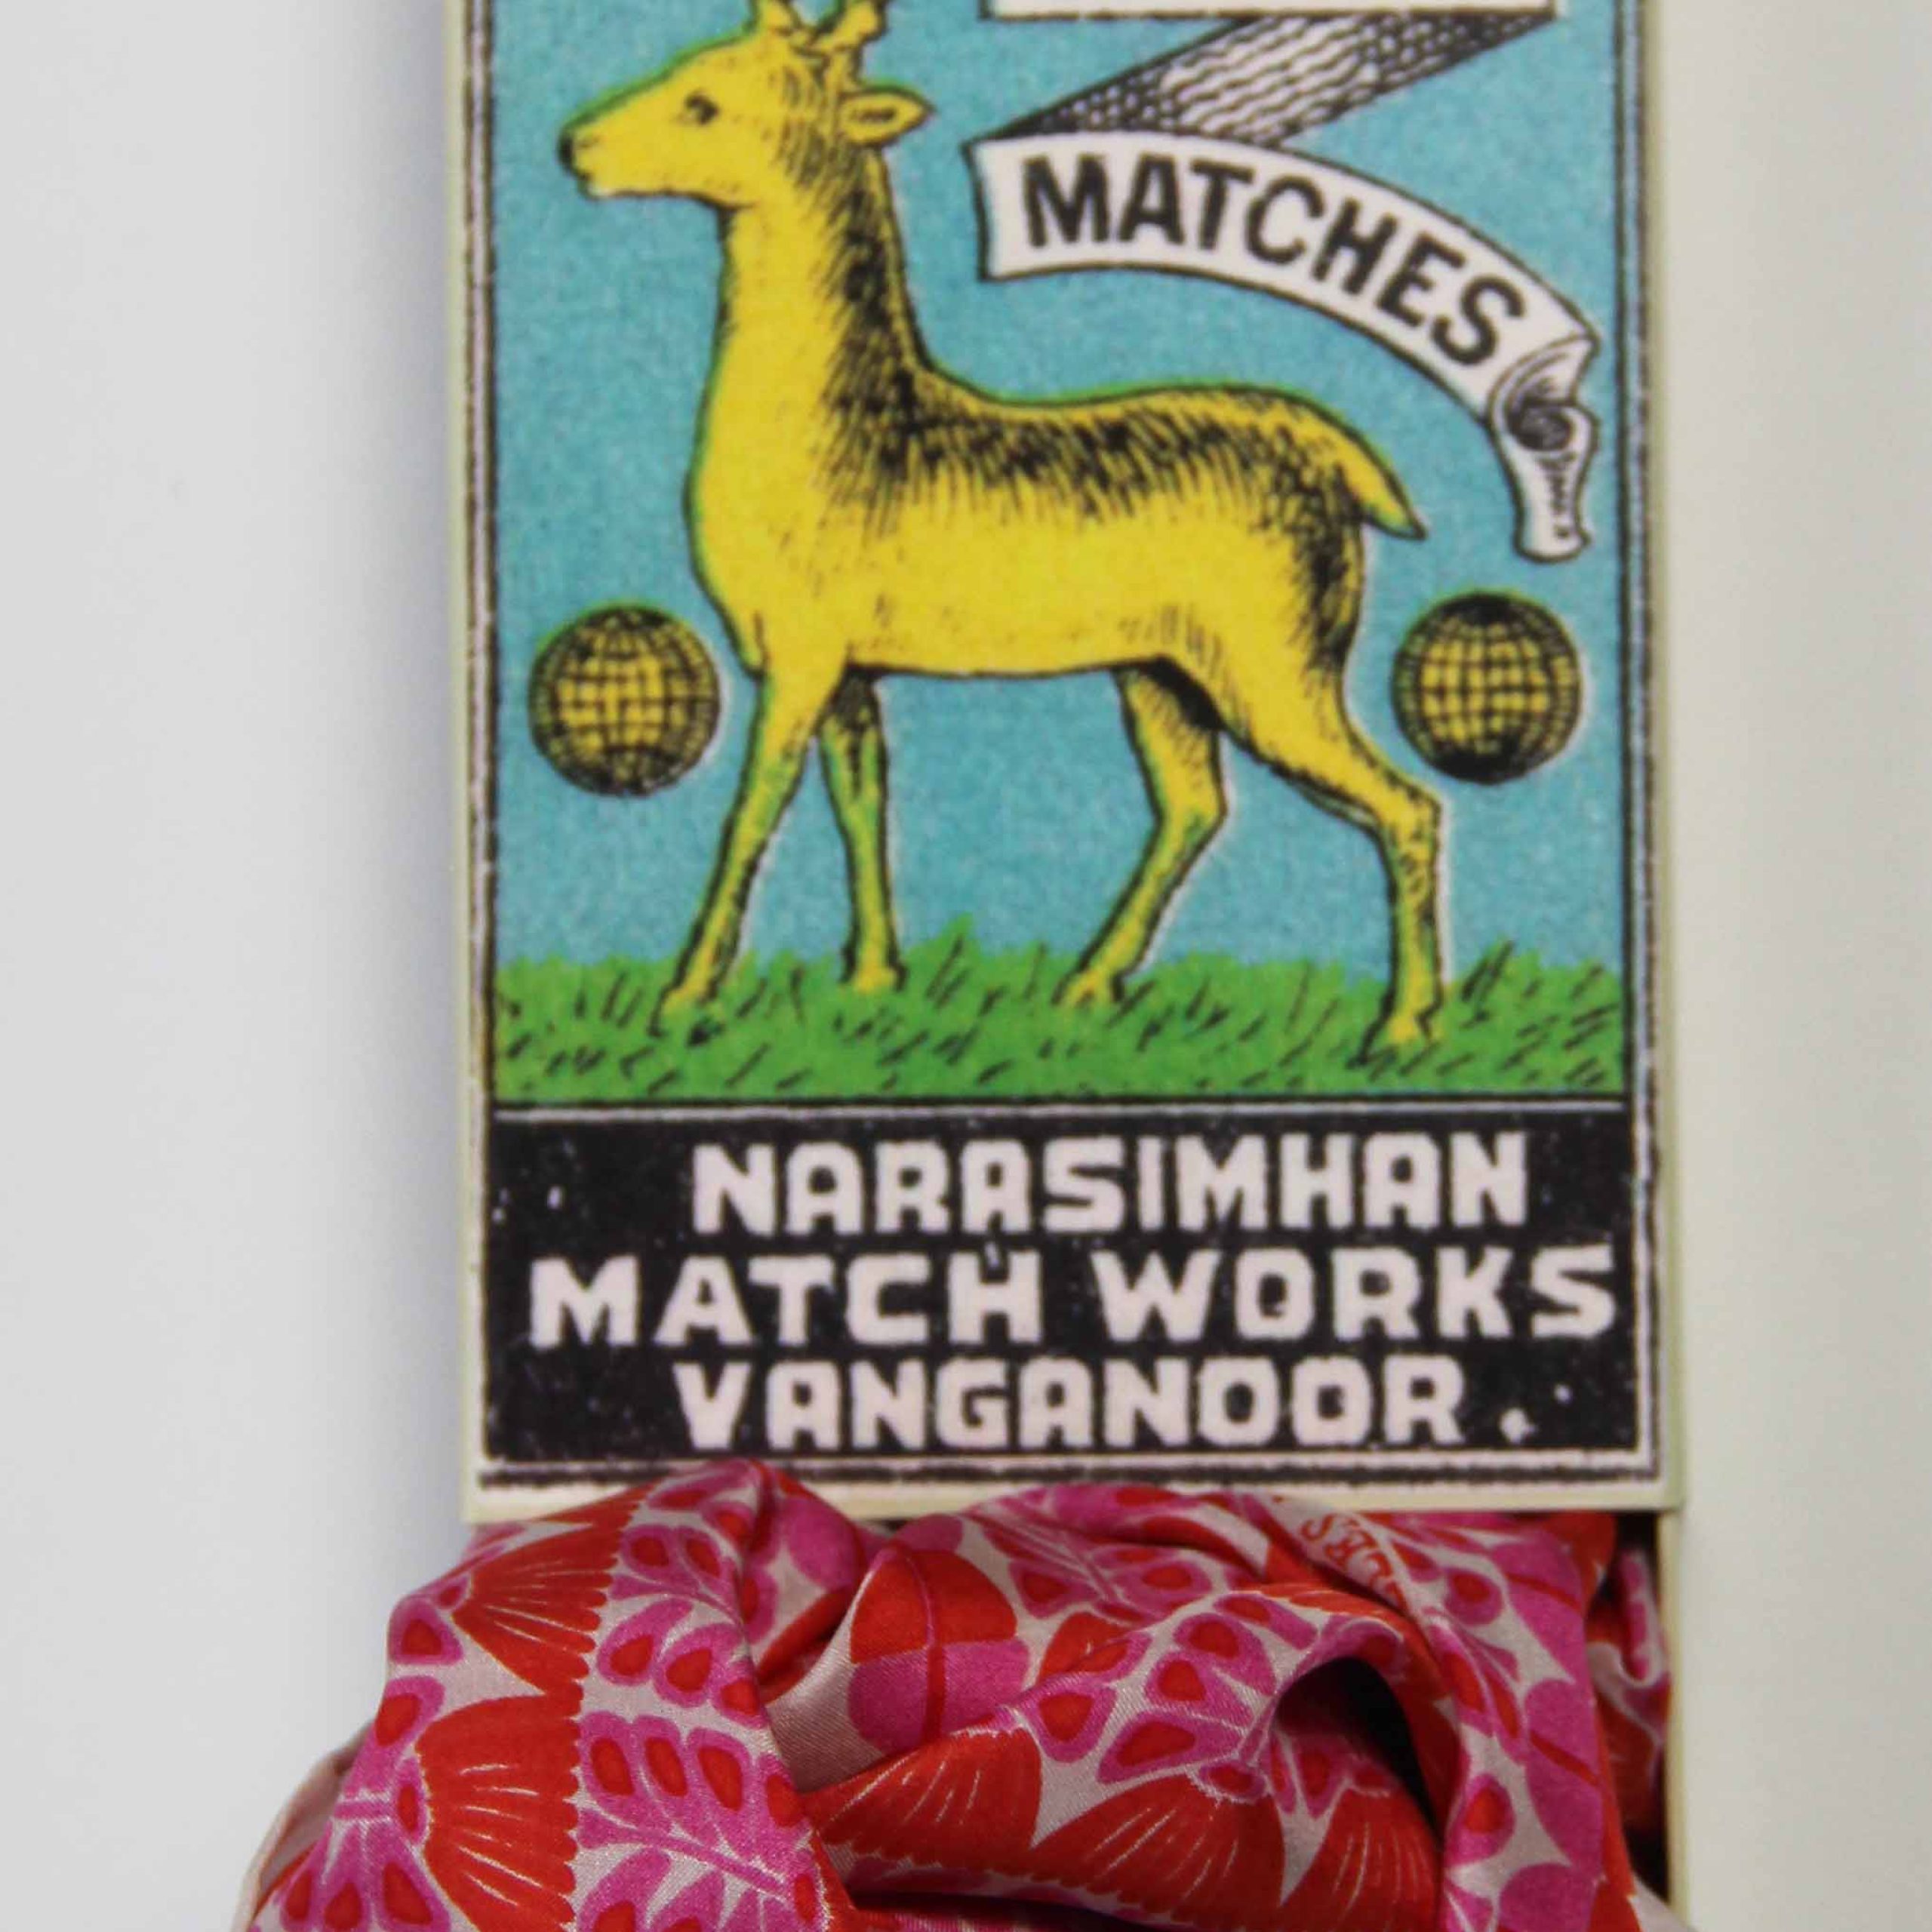 MATCHES
NARASIMHAN
MATCH WORKS
VANGANOOR.